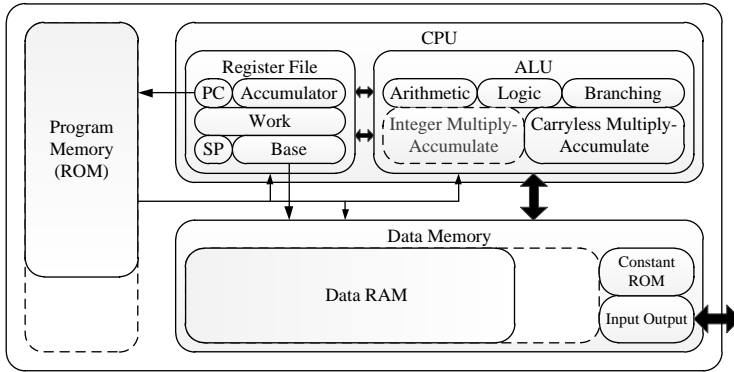 CPU
Register File
PC
Accumulator
Work
SP
Base
ALU
Arithmetic
Logic
Branching
Integer Multiply-
Accumulate
Carryless Multiply-
Accumulate
Program
Memory
(ROM)
Data Memory
Data RAM
Constant
ROM
Input Output